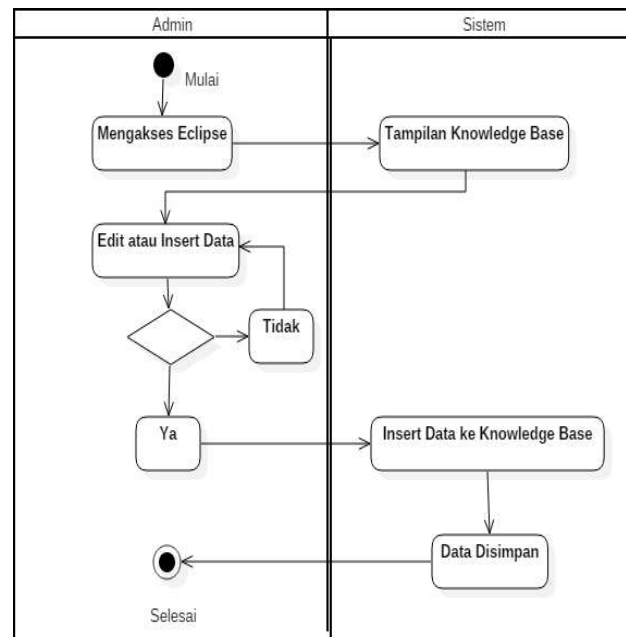 Admin
Sistem
Mulai
Mengakses Eclipse
Tampilan Knowledge Base
Edit atau Insert Data
Tidak
Ya
Insert Data ke Knowledge Base
Data Disimpan
Selesai